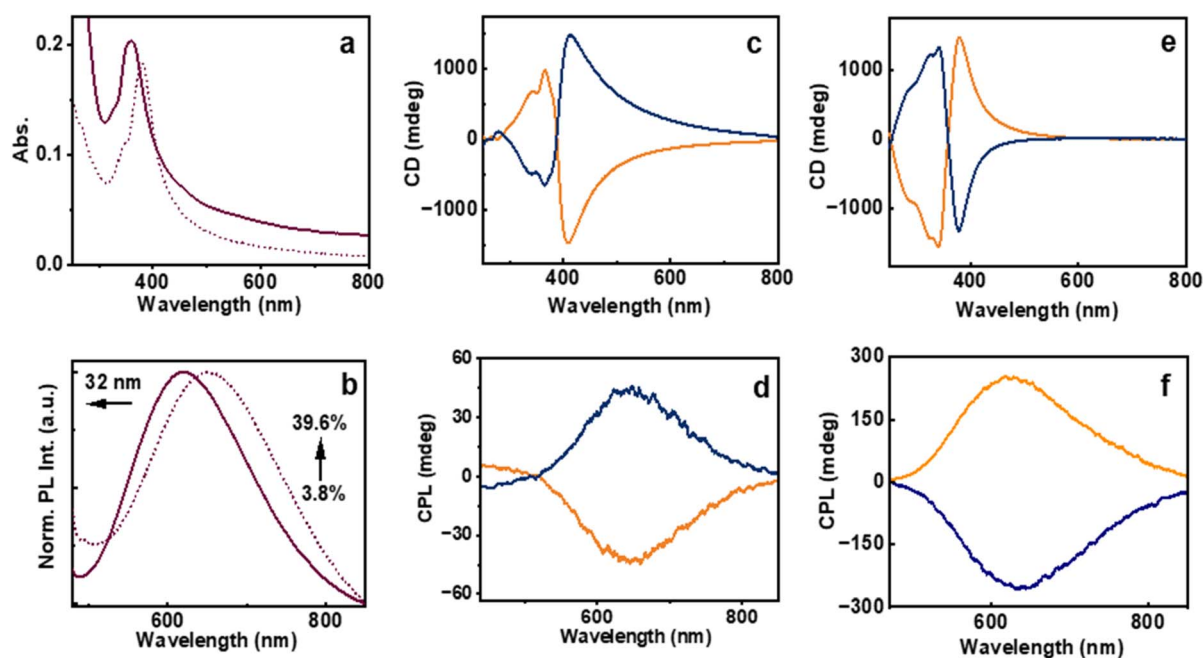 a
Abs.
0.2
0.1
0.0
400
600
800
Wavelength (nm)
c
CD (mdeg)
1000
0
−1000
400
600
800
Wavelength (nm)
e
CD (mdeg)
1000
0
−1000
400
600
800
Wavelength (nm)
b
Norm. PL Int. (a.u.)
32 nm
39.6%
3.8%
600
800
Wavelength (nm)
d
CPL (mdeg)
60
30
0
−30
−60
600
800
Wavelength (nm)
f
CPL (mdeg)
300
150
0
−150
−300
600
800
Wavelength (nm)